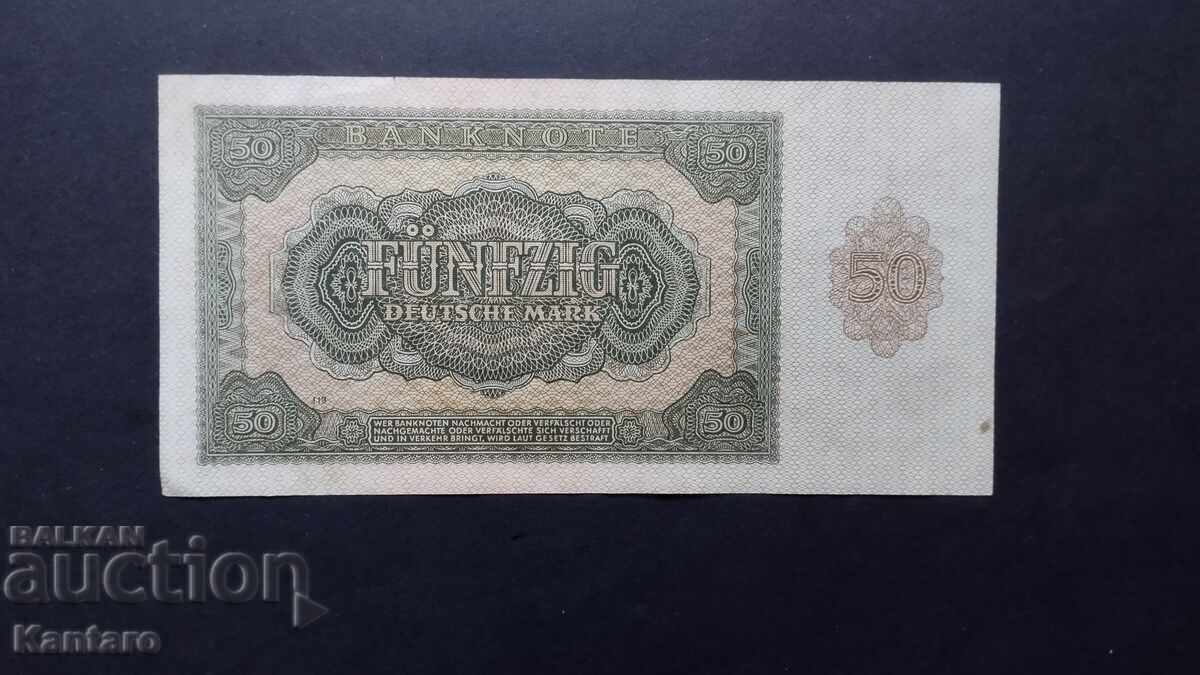 BANKNOTE
50
50
FÜNFZIG
DEUTSCHE MARK
50
50
50
WER BANKNOTEN NACHMACHT ODER VERFÄLSCHT ODER
NACHGEMACHTE ODER VERFÄLSCHTE SICH VERSCHAFFT
UND IN VERKEHR BRINGT, WIRD LAUT GESETZ BESTRAFT
BALKAN
auction
Kantaro